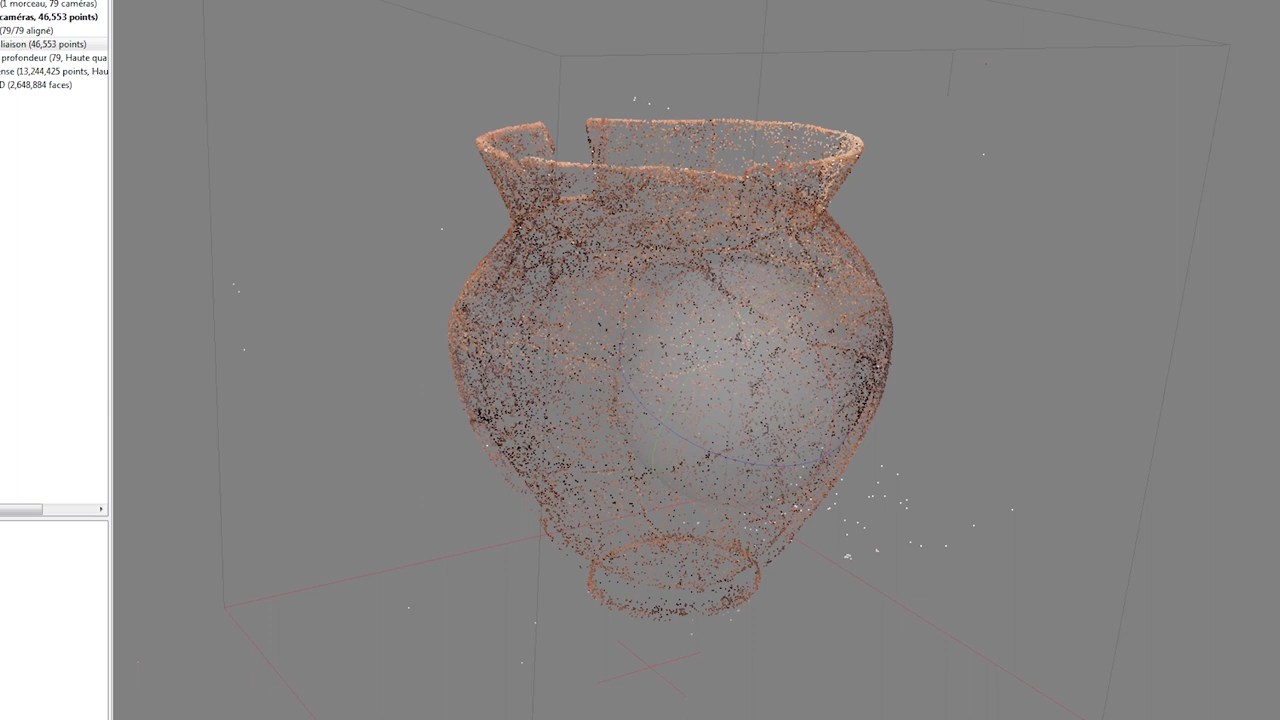 (1 morceau, 79 caméras)
caméras, 46,553 points)
(79/79 aligné)
liaison (46,553 points)
profondeur (79, Haute qua
nse (13,244,425 points, Hau
D (2,648,884 faces)